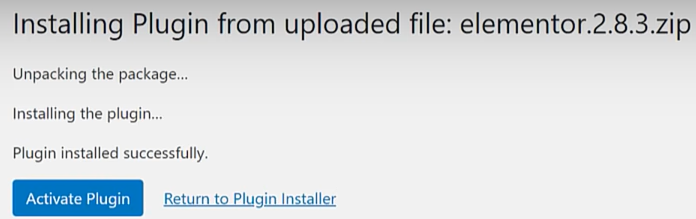 Installing Plugin from uploaded file: elementor.2.8.3.zip
Unpacking the package...
Installing the plugin...
Plugin installed successfully.
Activate Plugin Return to Plugin Installer